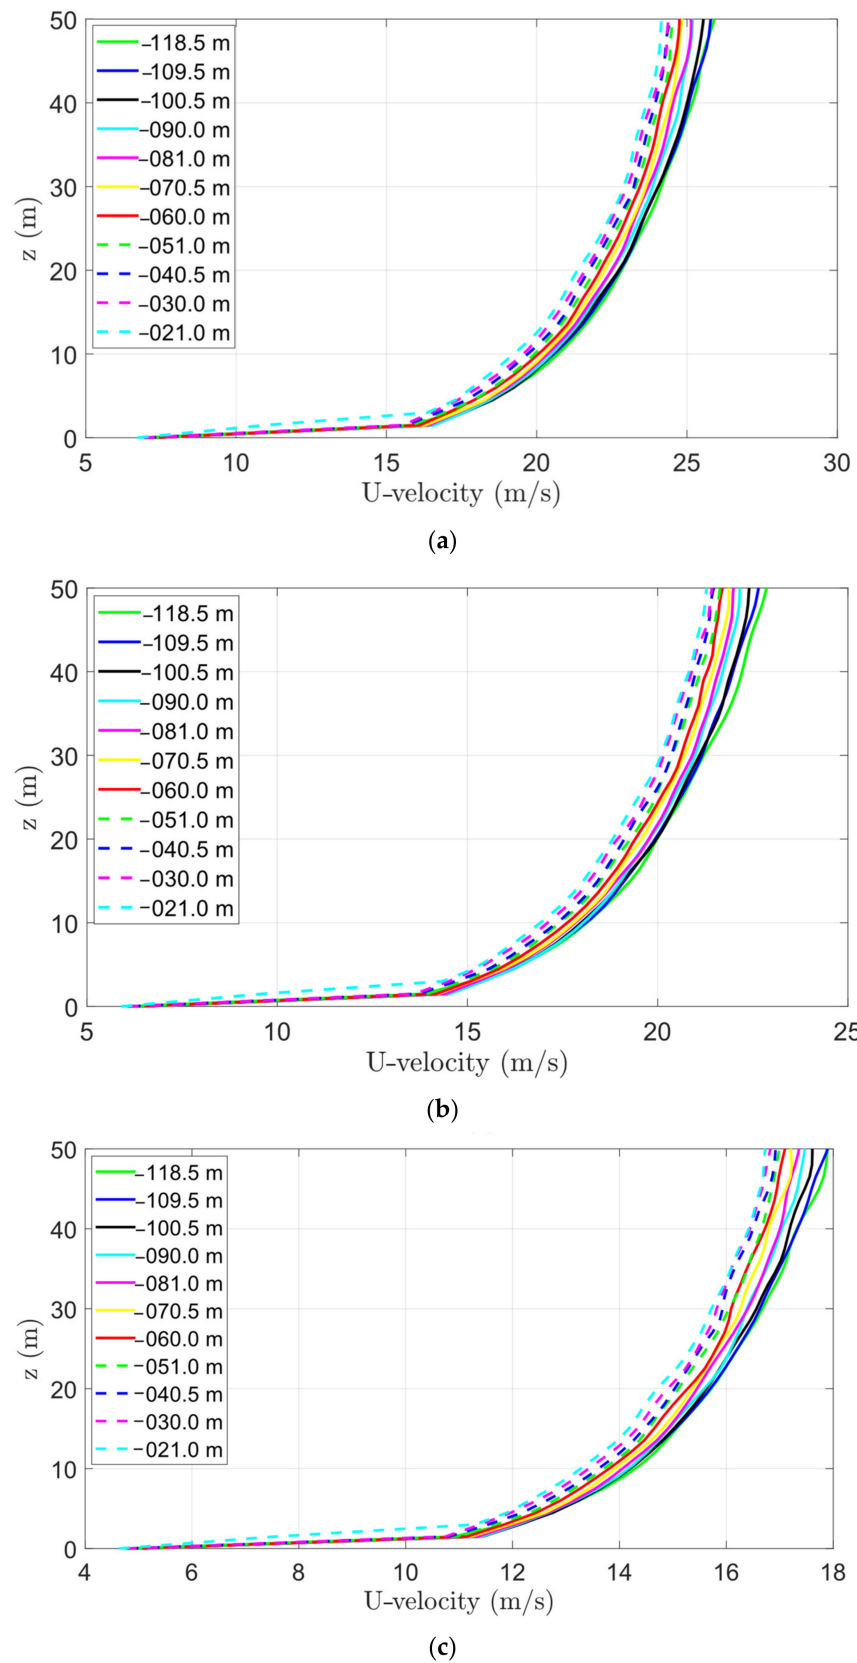 50
40
30
20
10
0
z (m)
–118.5 m
–109.5 m
–100.5 m
–090.0 m
–081.0 m
–070.5 m
–060.0 m
–051.0 m
–040.5 m
–030.0 m
–021.0 m
5 10 15 20 25 30
U-velocity (m/s)
(a)
50
40
30
20
10
0
z (m)
–118.5 m
–109.5 m
–100.5 m
–090.0 m
–081.0 m
–070.5 m
–060.0 m
–051.0 m
–040.5 m
–030.0 m
–021.0 m
5 10 15 20 25
U-velocity (m/s)
(b)
50
40
30
20
10
0
z (m)
–118.5 m
–109.5 m
–100.5 m
–090.0 m
–081.0 m
–070.5 m
–060.0 m
–051.0 m
–040.5 m
–030.0 m
–021.0 m
4 6 8 10 12 14 16 18
U-velocity (m/s)
(c)